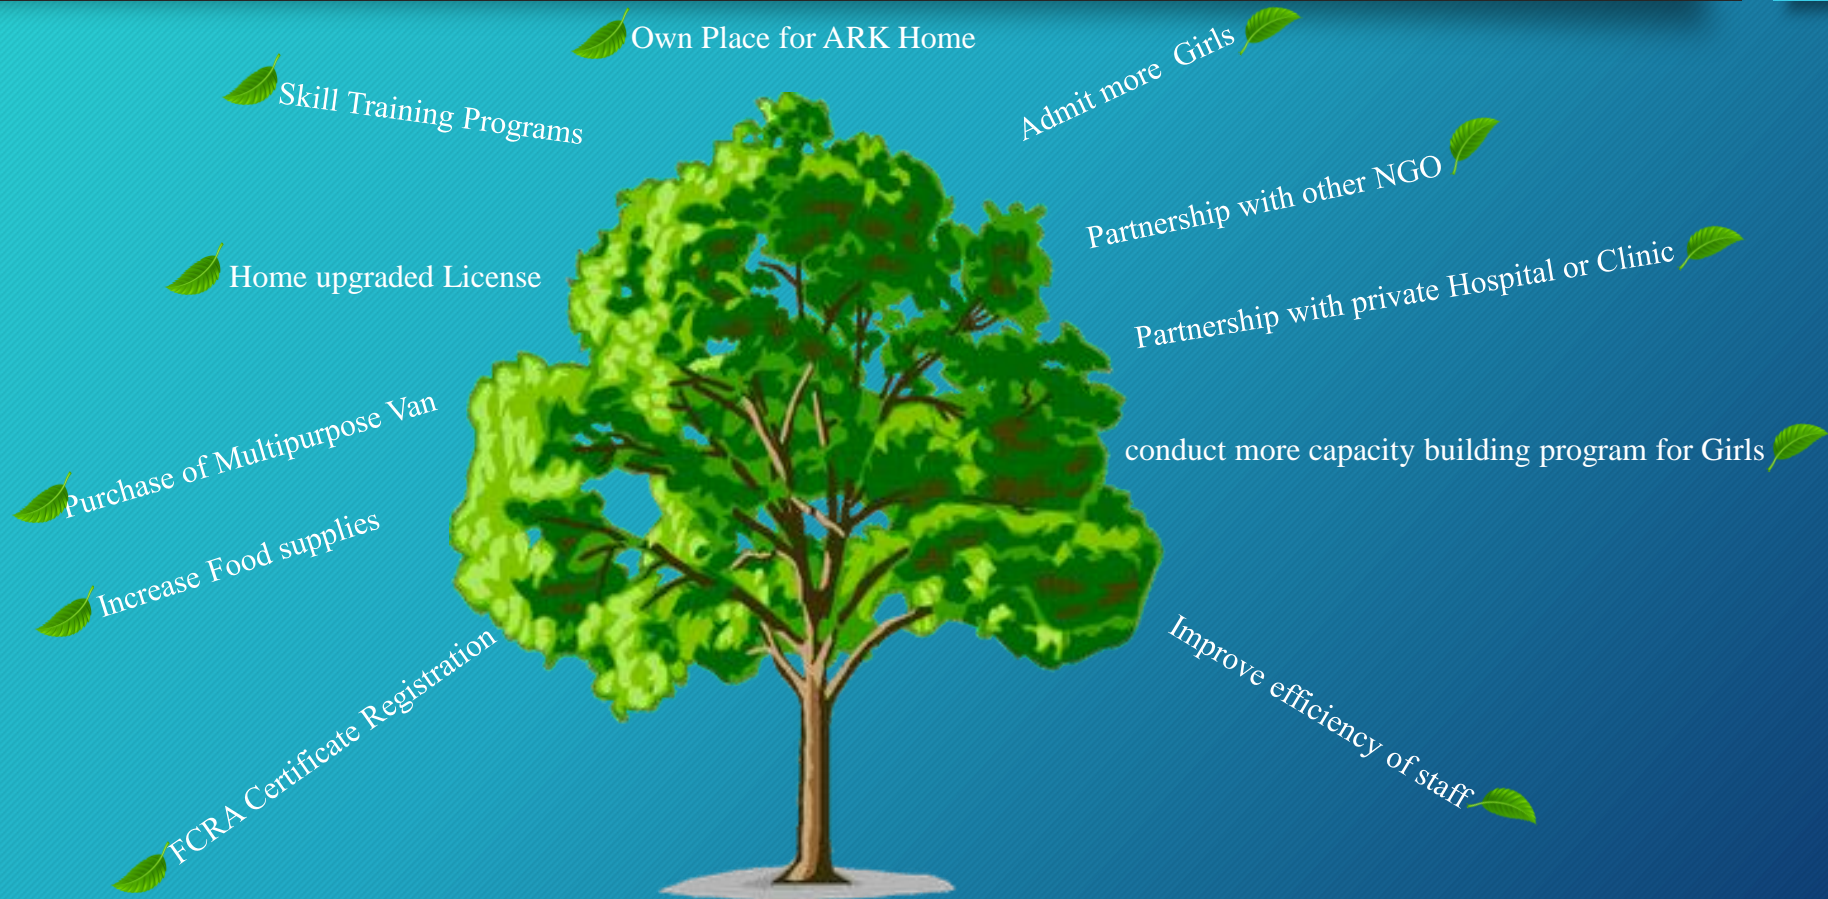 Own Place for ARK Home
Skill Training Programs
Admit more Girls
Partnership with other NGO
Home upgraded License
Partnership with private Hospital or Clinic
Purchase of Multipurpose Van
conduct more capacity building program for Girls
Increase Food supplies
FCRA Certificate Registration
Improve efficiency of staff